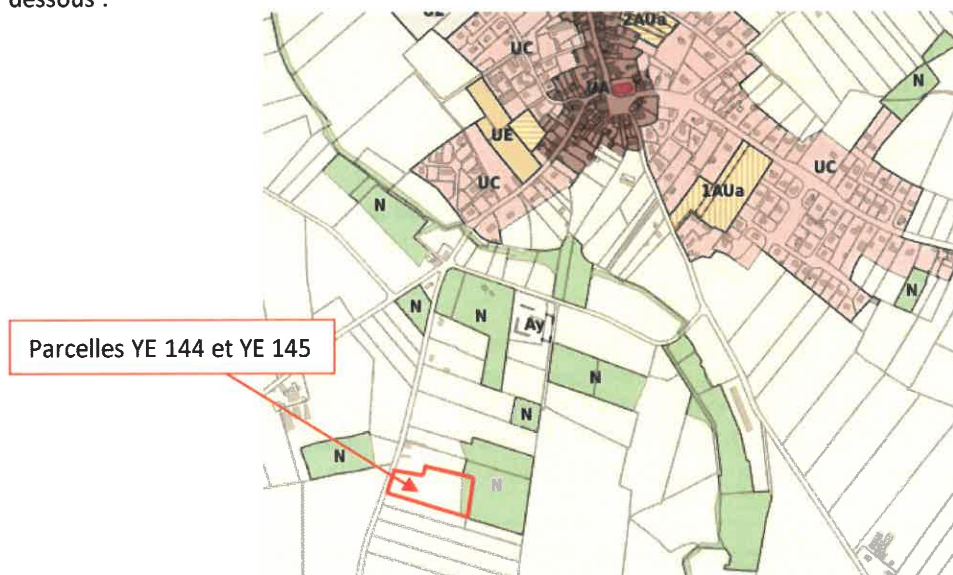 dessous :
2AUa
UC
UA
N
UE
UC
UC
1AUa
N
N
N
N
Ay
Parcelles YE 144 et YE 145
N
N
N
N